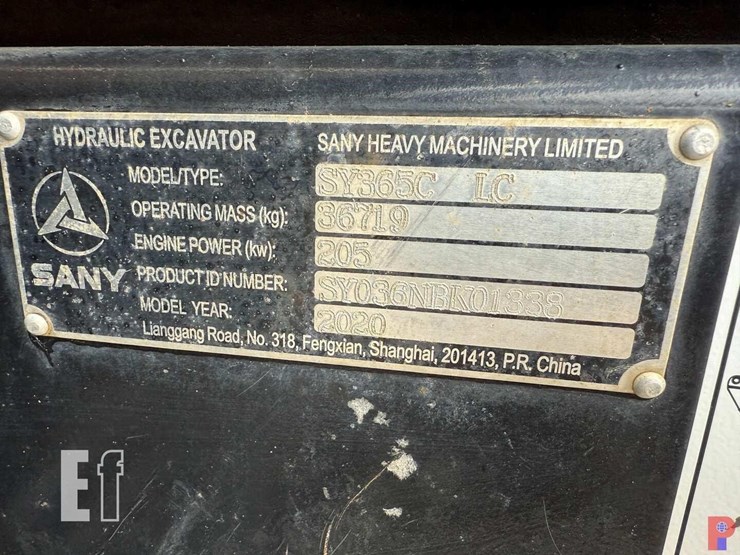 HYDRAULIC EXCAVATOR SANY HEAVY MACHINERY LIMITED
MODEL/TYPE: SY365C LC
OPERATING MASS (kg): 36719
ENGINE POWER (kw): 205
PRODUCT ID NUMBER: SY036NBK01338
MODEL YEAR: 2020
SANY
Lianggang Road, No. 318, Fengxian, Shanghai, 201413, P.R. China
Ef
P